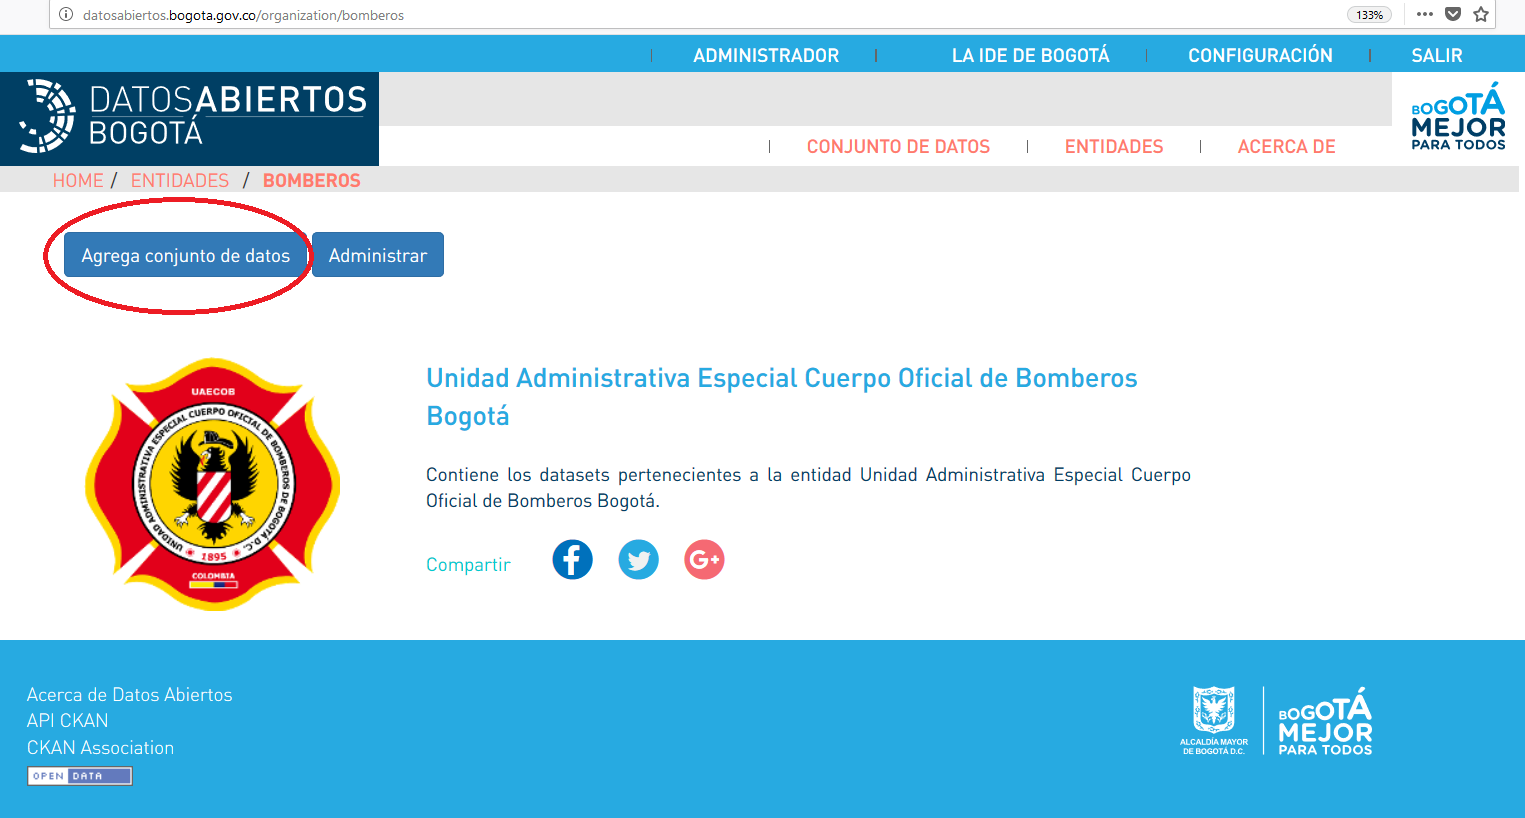 datosabiertos.bogota.gov.co/organization/bomberos
133%
ADMINISTRADOR
LA IDE DE BOGOTÁ
CONFIGURACIÓN
SALIR
DATOSABIERTOS
BOGOTÁ
BOGOTÁ
MEJOR
PARA TODOS
CONJUNTO DE DATOS
ENTIDADES
ACERCA DE
HOME / ENTIDADES / BOMBEROS
Agrega conjunto de datos
Administrar
UAECOB
UNIDAD ADMINISTRATIVA ESPECIAL CUERPO OFICIAL DE BOMBEROS DE BOGOTA D.C.
1895
COLOMBIA
Unidad Administrativa Especial Cuerpo Oficial de Bomberos
Bogotá
Contiene los datasets pertenecientes a la entidad Unidad Administrativa Especial Cuerpo
Oficial de Bomberos Bogotá.
Compartir
G+
Acerca de Datos Abiertos
API CKAN
CKAN Association
OPEN DATA
ALCALDÍA MAYOR
DE BOGOTÁ D.C.
BOGOTÁ
MEJOR
PARA TODOS